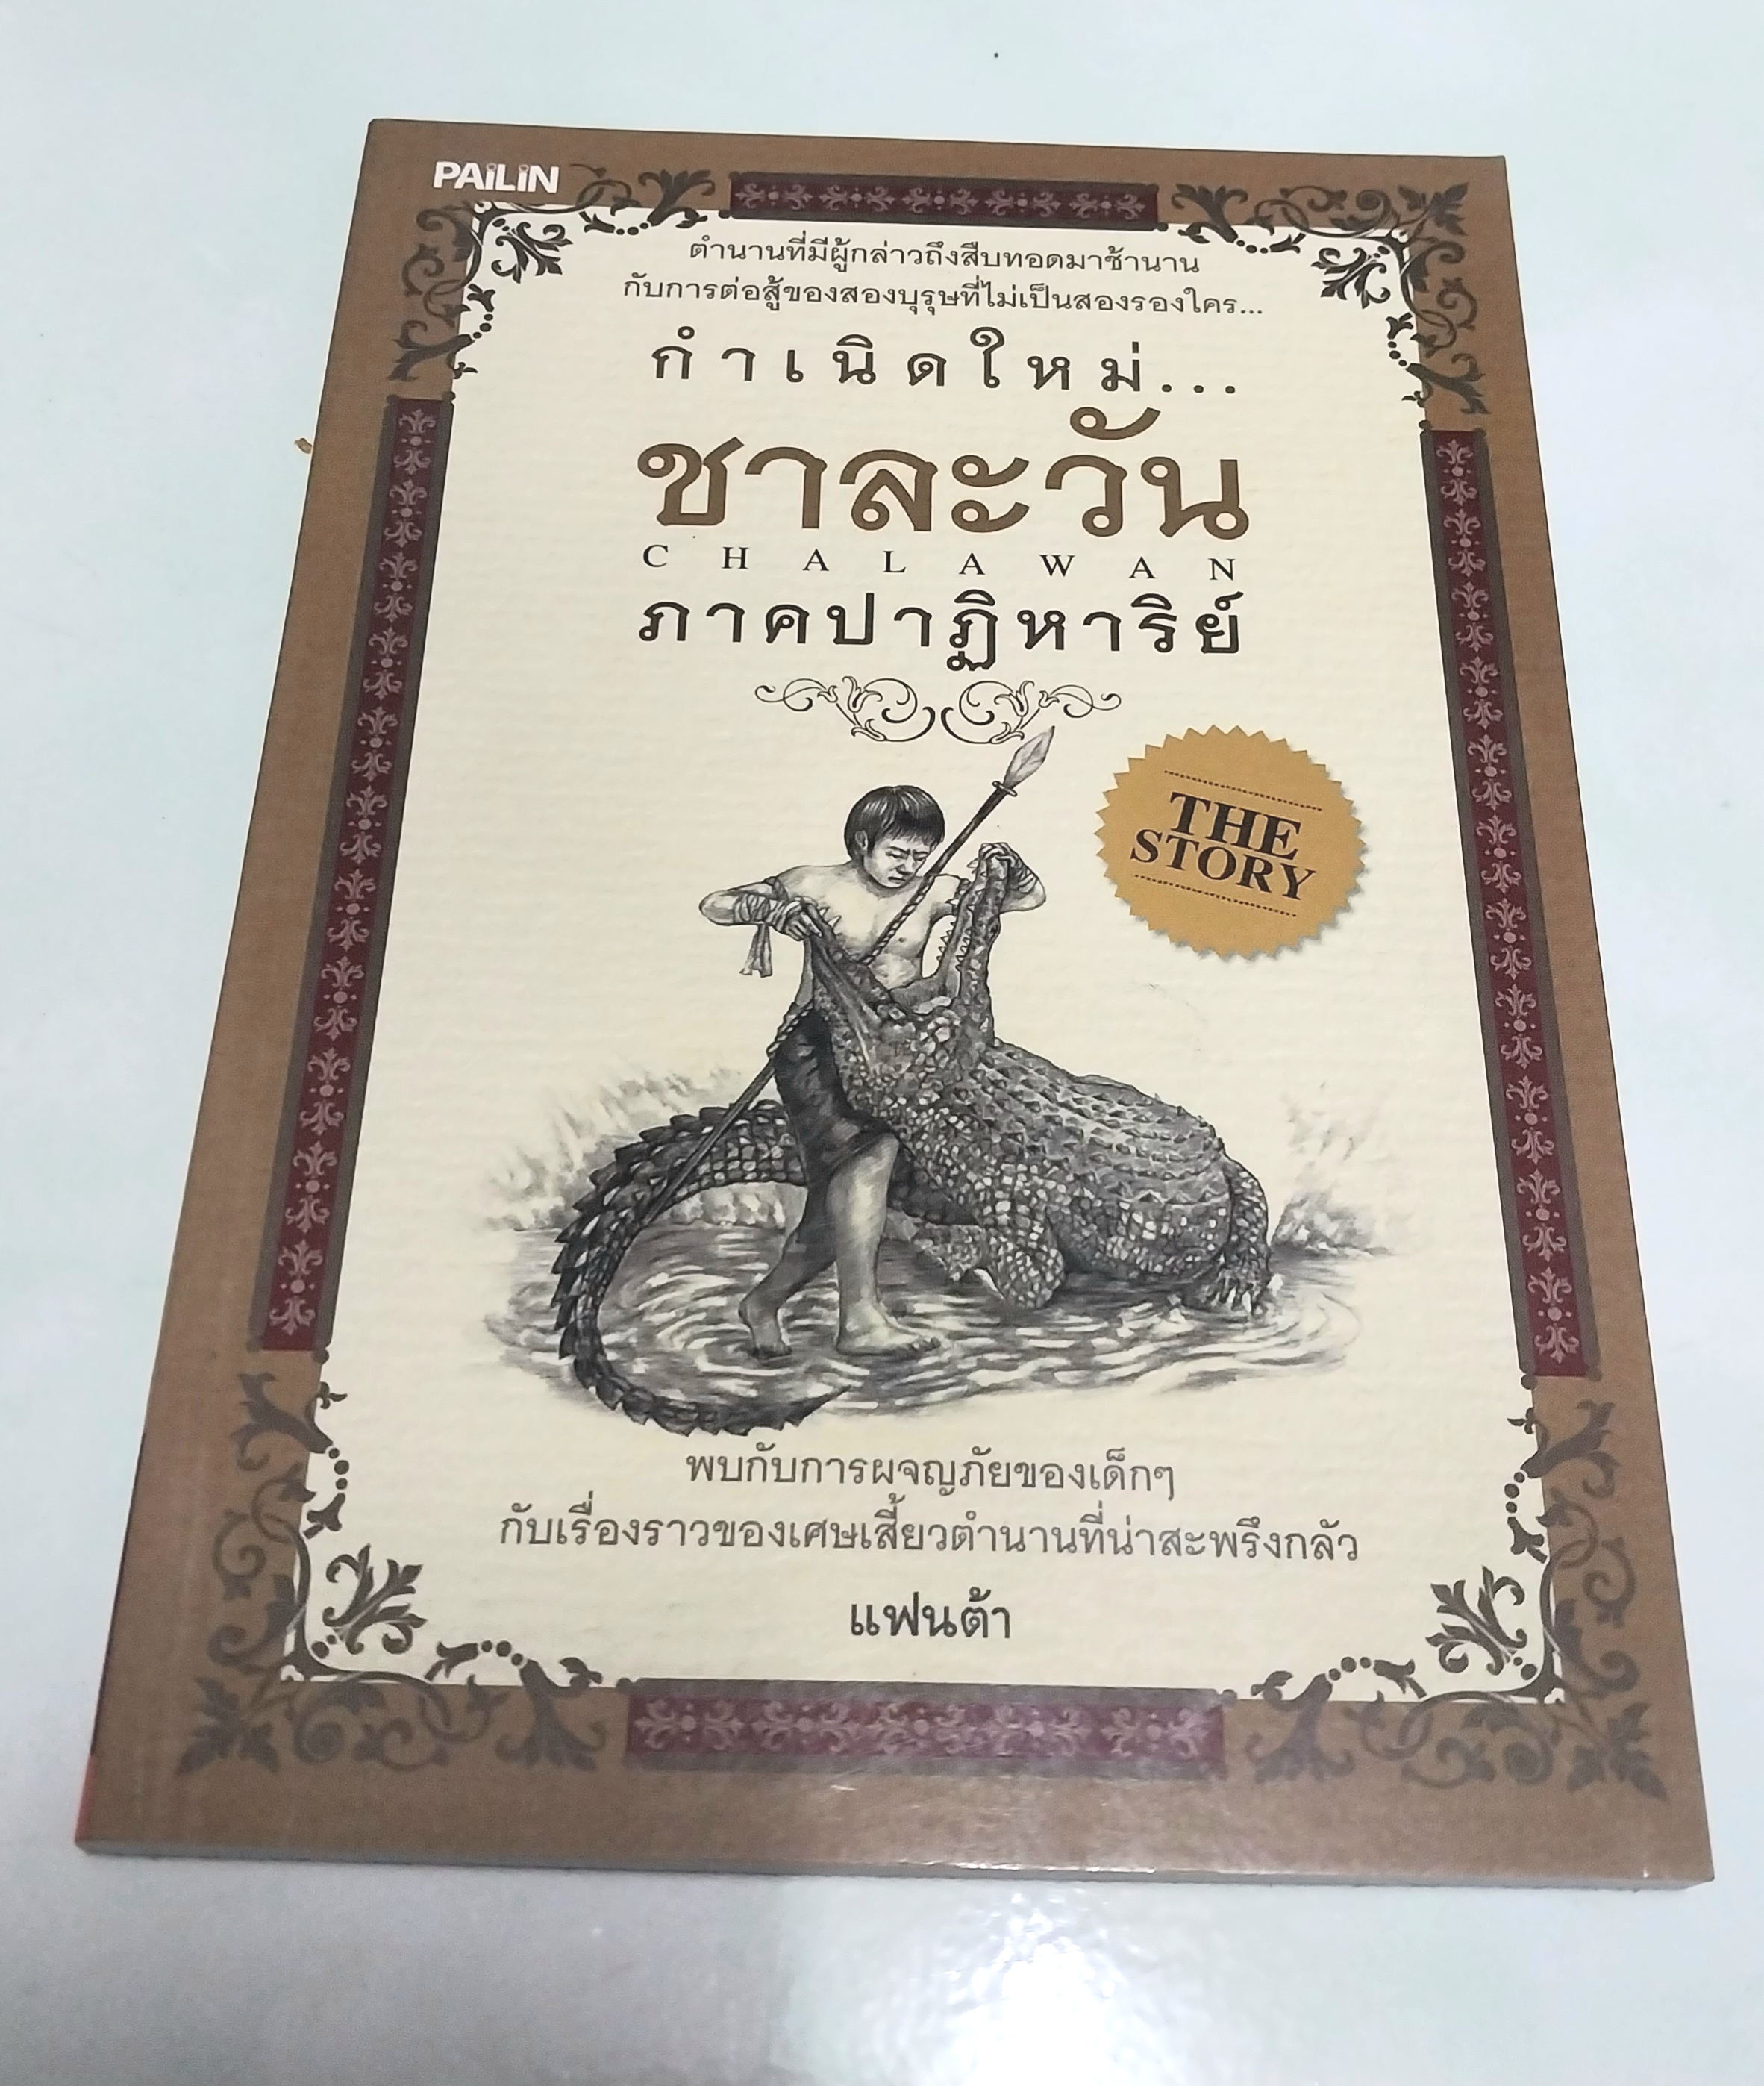 PAILIN
ตำนานที่มีผู้กล่าวถึงสืบทอดมาช้านาน
กับการต่อสู้ของสองบุรุษที่ไม่เป็นสองรองใคร...
กำเนิดใหม่...
ชาละวัน
CHALAWAN
ภาคปาฏิหาริย์
THE
STORY
พบกับการผจญภัยของเด็กๆ
กับเรื่องราวของเศษเสี้ยวตำนานที่น่าสะพรึงกลัว
แฟนต้า